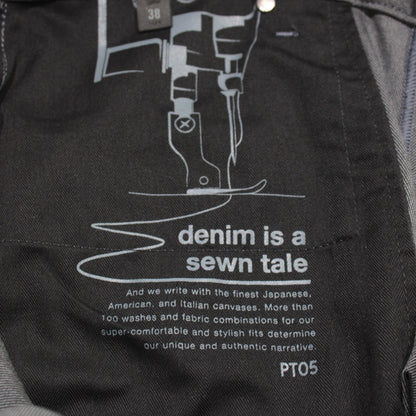 38
denim is a
sewn tale
And we write with the finest Japanese,
American, and Italian canvases. More than
100 washes and fabric combinations for our
super-comfortable and stylish fits determine
our unique and authentic narrative.
PT05